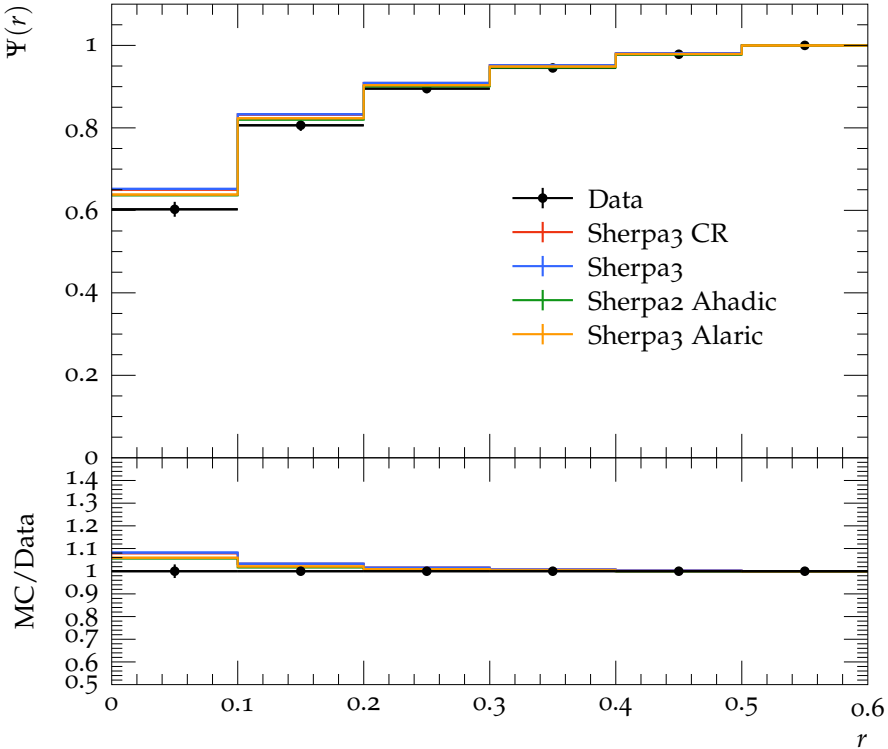 Ψ(r)
1
0.8
0.6
0.4
0.2
0
Data
Sherpa3 CR
Sherpa3
Sherpa2 Ahadic
Sherpa3 Alaric
MC/Data
1.4
1.3
1.2
1.1
1
0.9
0.8
0.7
0.6
0.5
0 0.1 0.2 0.3 0.4 0.5 0.6
r